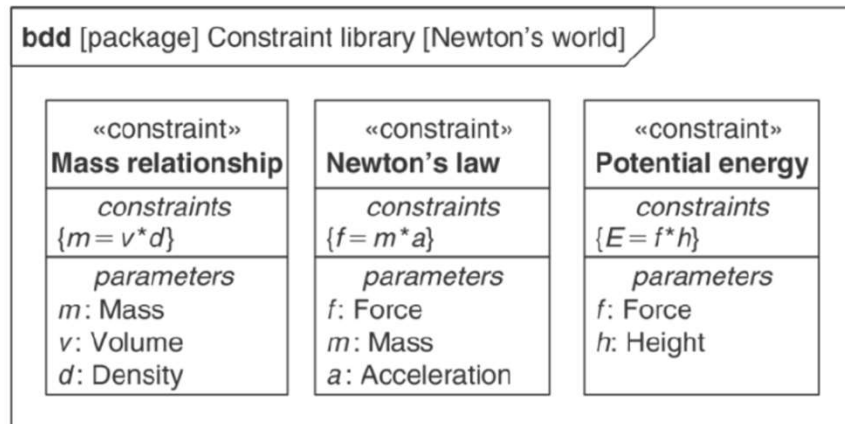 bdd [package] Constraint library [Newton's world]
«constraint»
Mass relationship
constraints
{m = v*d}
parameters
m: Mass
v: Volume
d: Density
«constraint»
Newton's law
constraints
{f = m*a}
parameters
f: Force
m: Mass
a: Acceleration
«constraint»
Potential energy
constraints
{E = f*h}
parameters
f: Force
h: Height